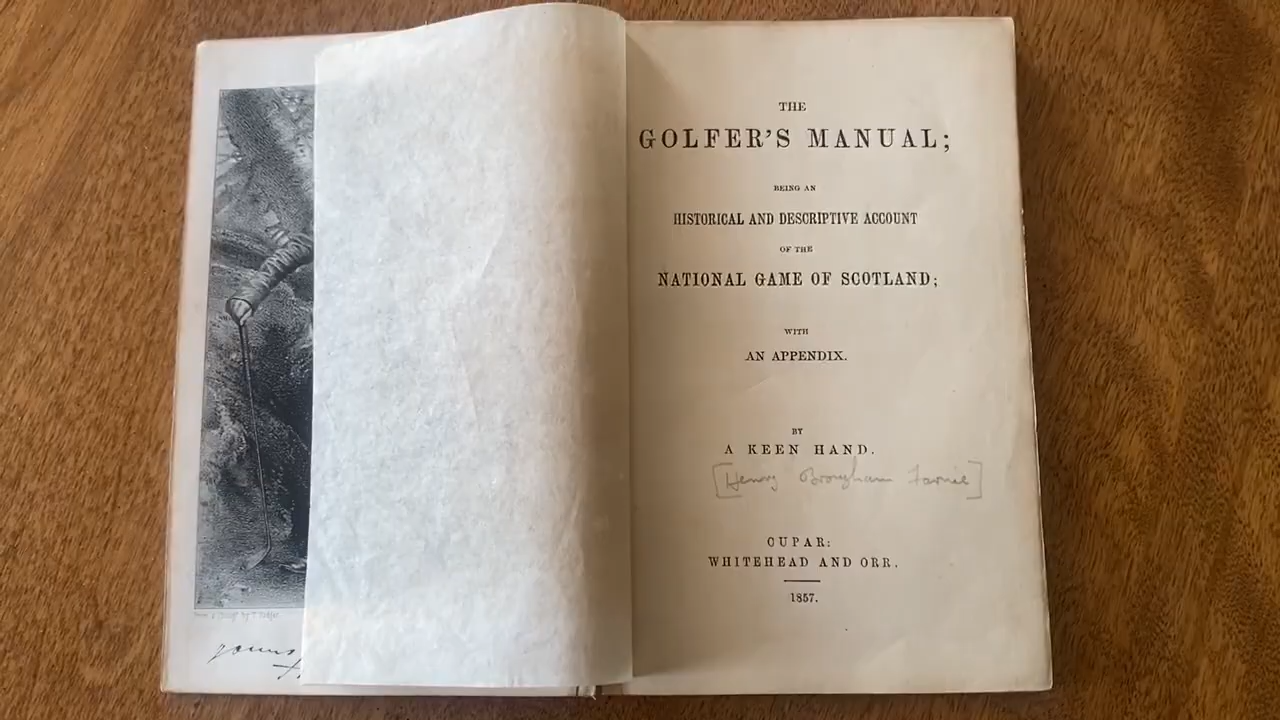 yours
THE
GOLFER'S MANUAL;
BEING AN
HISTORICAL AND DESCRIPTIVE ACCOUNT
OF THE
NATIONAL GAME OF SCOTLAND;
WITH
AN APPENDIX.
BY
A KEEN HAND.
[Henry Brougham Farnie]
CUPAR:
WHITEHEAD AND ORR.
1857.